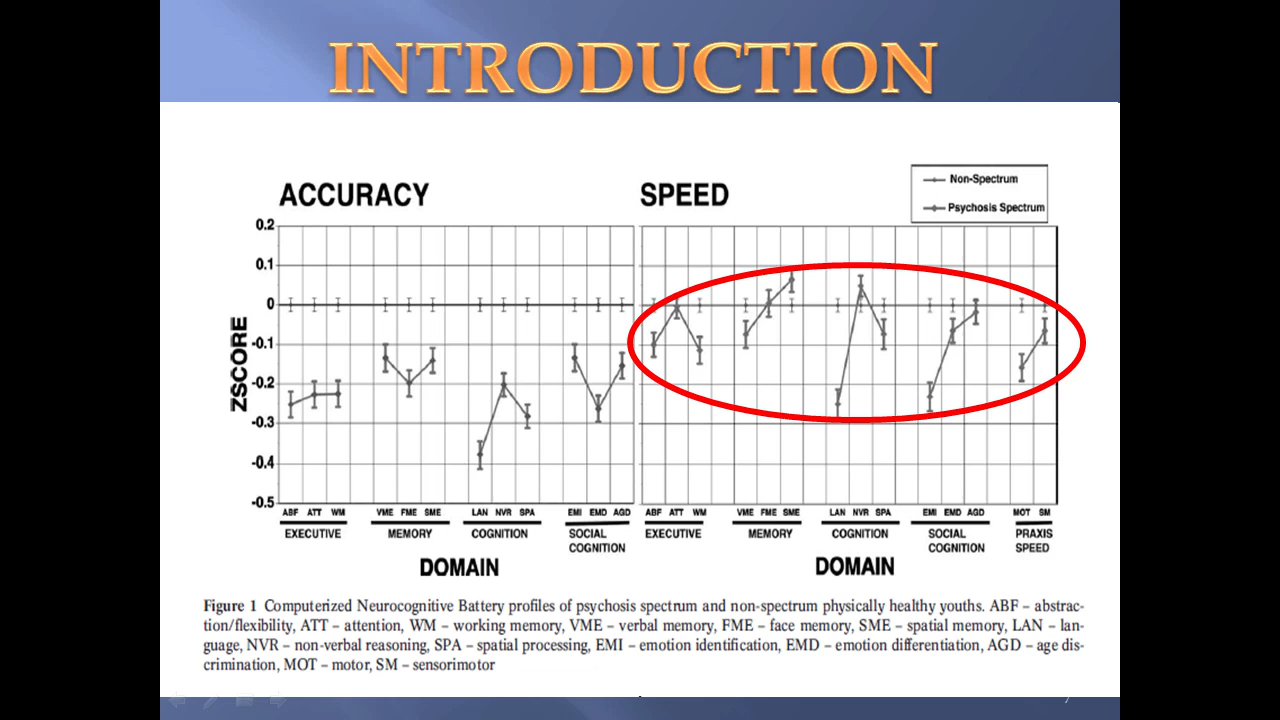 INTRODUCTION
ACCURACY
SPEED
Non-Spectrum
Psychosis Spectrum
0.2
0.1
0
-0.1
-0.2
-0.3
-0.4
-0.5
ZSCORE
ABF ATT WM VME FME SME LAN NVR SPA EMI EMD AGD
EXECUTIVE MEMORY COGNITION SOCIAL COGNITION
DOMAIN
ABF ATT WM VME FME SME LAN NVR SPA EMI EMD AGD MOT SM
EXECUTIVE MEMORY COGNITION SOCIAL COGNITION PRAXIS SPEED
DOMAIN
Figure 1 Computerized Neurocognitive Battery profiles of psychosis spectrum and non-spectrum physically healthy youths. ABF – abstrac-
tion/flexibility, ATT – attention, WM – working memory, VME – verbal memory, FME – face memory, SME – spatial memory, LAN – lan-
guage, NVR – non-verbal reasoning, SPA – spatial processing, EMI – emotion identification, EMD – emotion differentiation, AGD – age dis-
crimination, MOT – motor, SM – sensorimotor